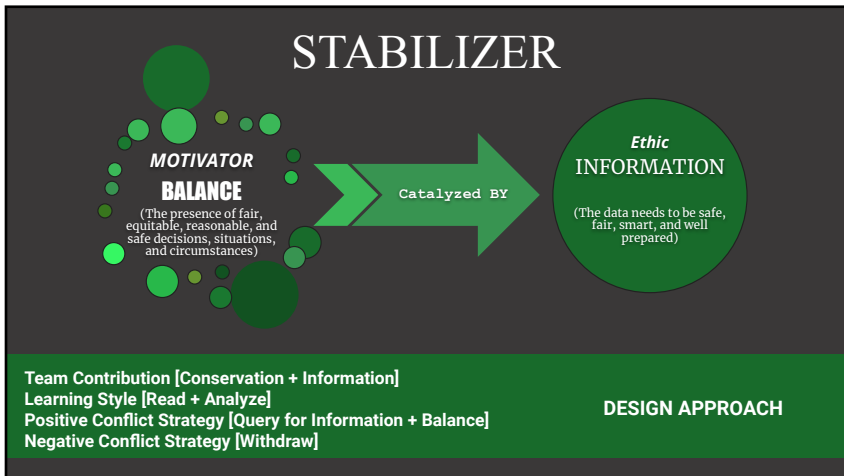 STABILIZER
MOTIVATOR
BALANCE
(The presence of fair,
equitable, reasonable, and
safe decisions, situations,
and circumstances)
Catalyzed BY
Ethic
INFORMATION
(The data needs to be safe,
fair, smart, and well
prepared)
Team Contribution [Conservation + Information]
Learning Style [Read + Analyze]
Positive Conflict Strategy [Query for Information + Balance]
Negative Conflict Strategy [Withdraw]
DESIGN APPROACH